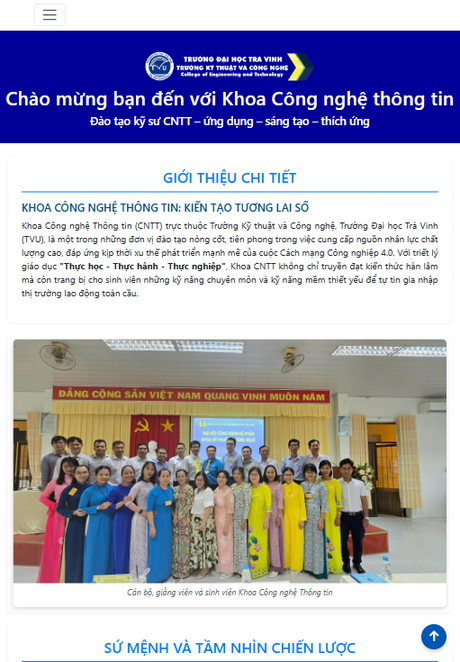 TRƯỜNG ĐẠI HỌC TRÀ VINH
TRƯỜNG KỸ THUẬT VÀ CÔNG NGHỆ
College of Engineering and Technology
Chào mừng bạn đến với Khoa Công nghệ thông tin
Đào tạo kỹ sư CNTT – ứng dụng – sáng tạo – thích ứng
GIỚI THIỆU CHI TIẾT
KHOA CÔNG NGHỆ THÔNG TIN: KIẾN TẠO TƯƠNG LAI SỐ
Khoa Công nghệ Thông tin (CNTT) trực thuộc Trường Kỹ thuật và Công nghệ, Trường Đại học Trà Vinh
(TVU), là một trong những đơn vị đào tạo nòng cốt, tiên phong trong việc cung cấp nguồn nhân lực chất
lượng cao, đáp ứng kịp thời xu thế phát triển mạnh mẽ của cuộc Cách mạng Công nghiệp 4.0. Với triết lý
giáo dục "Thực học - Thực hành - Thực nghiệp", Khoa CNTT không chỉ truyền đạt kiến thức hàn lâm
mà còn trang bị cho sinh viên những kỹ năng chuyên môn và kỹ năng mềm thiết yếu để tự tin gia nhập
thị trường lao động toàn cầu.
ĐẢNG CỘNG SẢN VIỆT NAM QUANG VINH MUÔN NĂM
Cán bộ, giảng viên và sinh viên Khoa Công nghệ Thông tin
SỨ MỆNH VÀ TẦM NHÌN CHIẾN LƯỢC